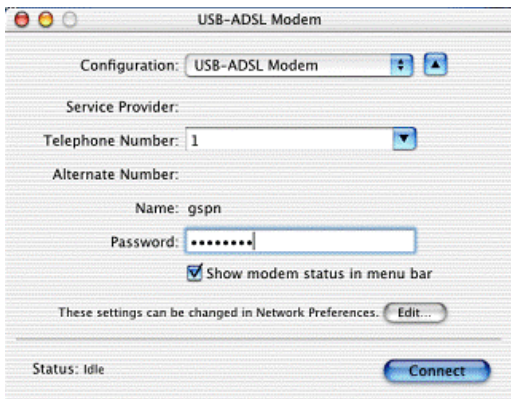 USB-ADSL Modem
Configuration: USB-ADSL Modem
Service Provider:
Telephone Number: 1
Alternate Number:
Name: gspn
Password: ••••••••
Show modem status in menu bar
These settings can be changed in Network Preferences. Edit...
Status: Idle Connect